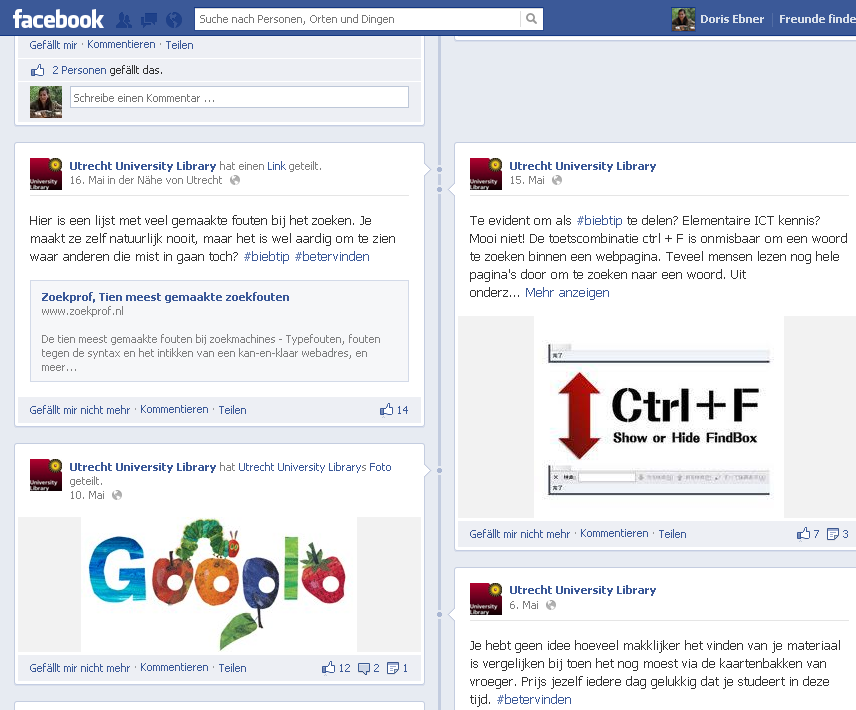 facebook
Suche nach Personen, Orten und Dingen
Doris Ebner
Freunde finde
Gefällt mir · Kommentieren · Teilen
2 Personen gefällt das.
Schreibe einen Kommentar ...
Utrecht University Library hat einen Link geteilt.
16. Mai in der Nähe von Utrecht
Hier is een lijst met veel gemaakte fouten bij het zoeken. Je
maakt ze zelf natuurlijk nooit, maar het is wel aardig om te zien
waar anderen die mist in gaan toch? #biebtip #betervinden
Zoekprof, Tien meest gemaakte zoekfouten
www.zoekprof.nl
De tien meest gemaakte fouten bij zoekmachines - Typefouten, fouten
tegen de syntax en het intikken van een kan-en-klaar webadres, en
meer...
Gefällt mir nicht mehr · Kommentieren · Teilen
14
Utrecht University Library hat Utrecht University Librarys Foto
geteilt.
10. Mai
Google
Gefällt mir nicht mehr · Kommentieren · Teilen
12 2 1
Utrecht University Library
15. Mai
Te evident om als #biebtip te delen? Elementaire ICT kennis?
Mooi niet! De toetscombinatie ctrl + F is onmisbaar om een woord
te zoeken binnen een webpagina. Teveel mensen lezen nog hele
pagina's door om te zoeken naar een woord. Uit
onderz... Mehr anzeigen
Ctrl+F
Show or Hide FindBox
Gefällt mir nicht mehr · Kommentieren · Teilen
7 3
Utrecht University Library
6. Mai
Je hebt geen idee hoeveel makklijker het vinden van je materiaal
is vergelijken bij toen het nog moest via de kaartenbakken van
vroeger. Prijs jezelf iedere dag gelukkig dat je studeert in deze
tijd. #betervinden